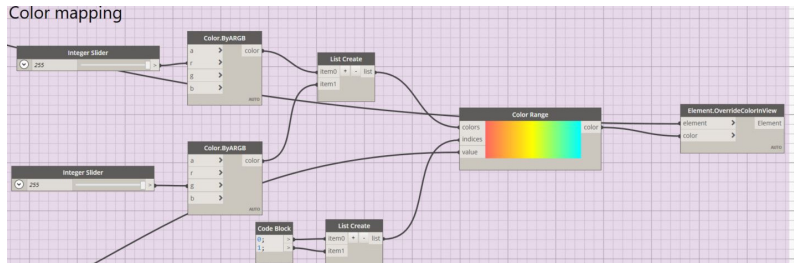 Color mapping
Integer Slider
255
>
Color.ByARGB
a > color
r >
g >
b >
AUTO
List Create
item0 + - list
item1
Integer Slider
255
>
Color.ByARGB
a > color
r >
g >
b >
AUTO
Code Block
0; >
1; >
List Create
item0 + - list
item1
Color Range
colors color
indices
value
Element.OverrideColorInView
element > Element
color >
AUTO